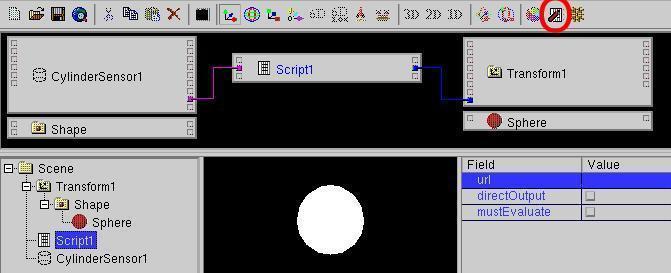 3D 2D 1D
CylinderSensor1
Shape
Script1
Transform1
Sphere
Scene
Transform1
Shape
Sphere
Script1
CylinderSensor1
Field Value
url
directOutput
mustEvaluate